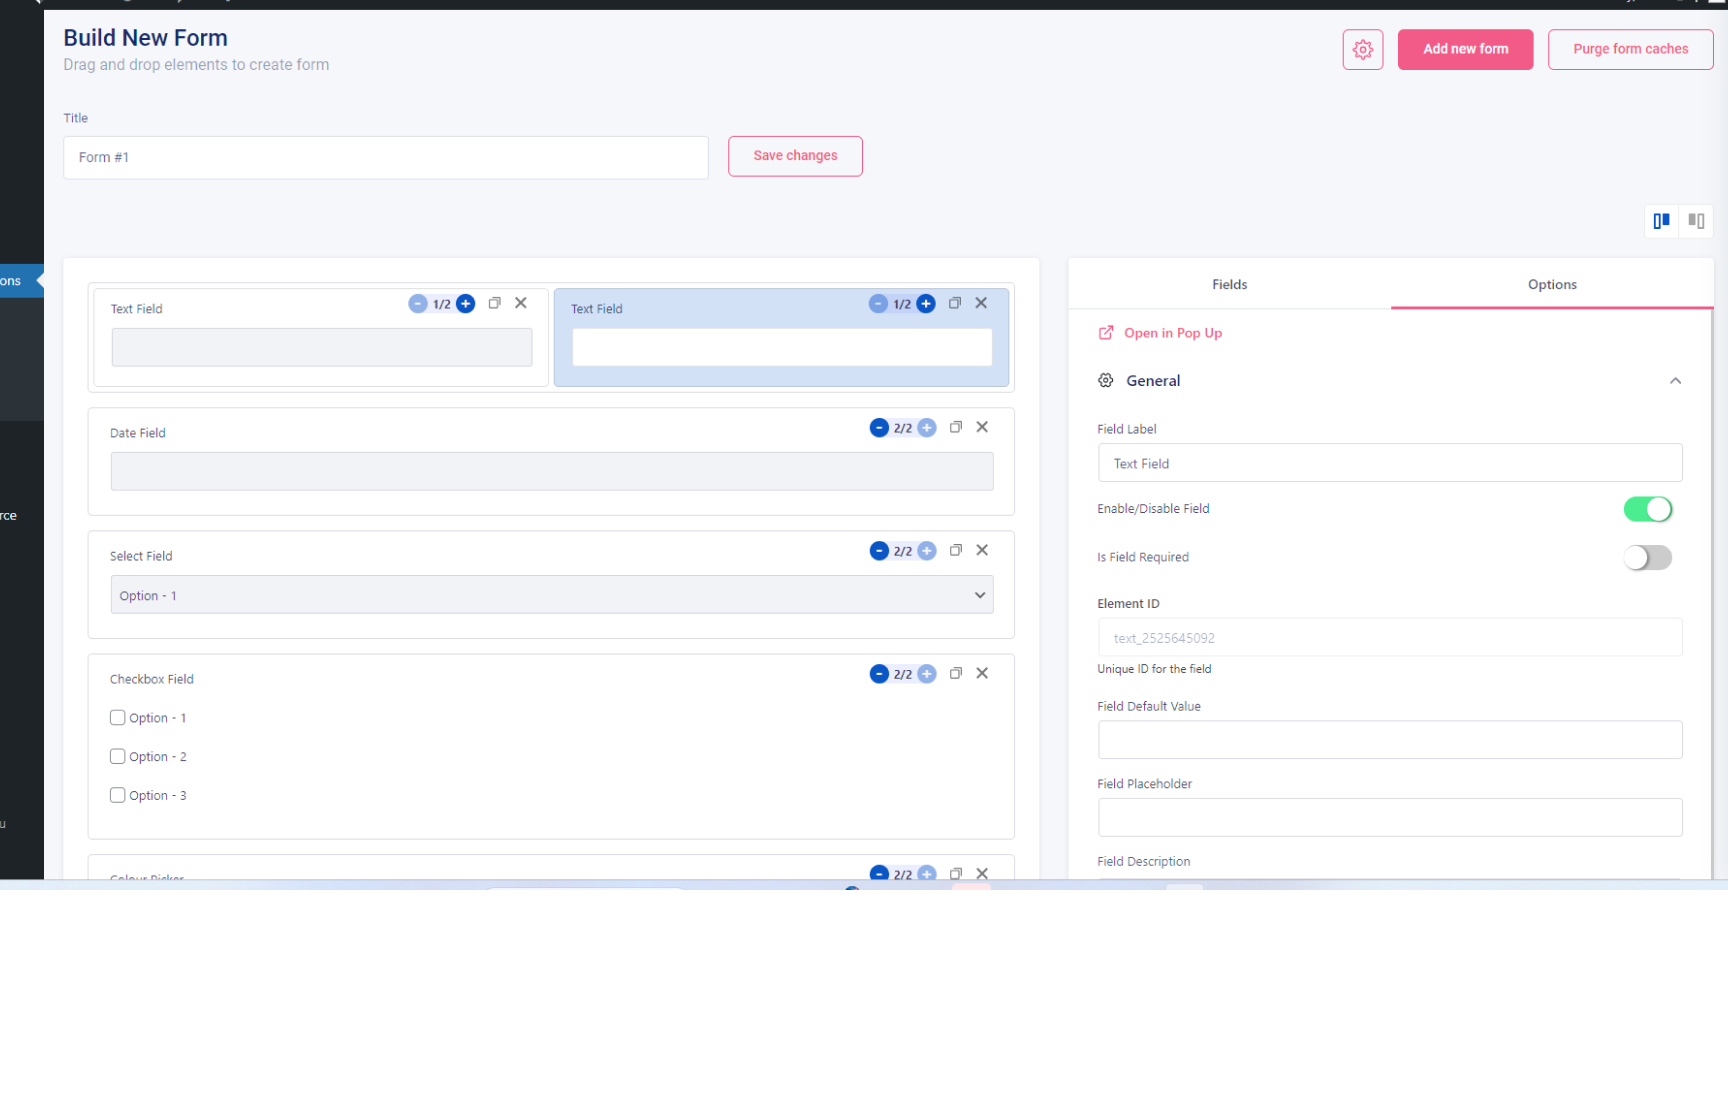 Build New Form
Drag and drop elements to create form
Add new form
Purge form caches
Title
Form #1
Save changes
ons
rce
u
Text Field
- 1/2 +
Text Field
- 1/2 +
Date Field
- 2/2 +
Select Field
- 2/2 +
Option - 1
Checkbox Field
- 2/2 +
Option - 1
Option - 2
Option - 3
Colour Picker
- 2/2 +
Fields
Options
Open in Pop Up
General
Field Label
Text Field
Enable/Disable Field
Is Field Required
Element ID
text_2525645092
Unique ID for the field
Field Default Value
Field Placeholder
Field Description